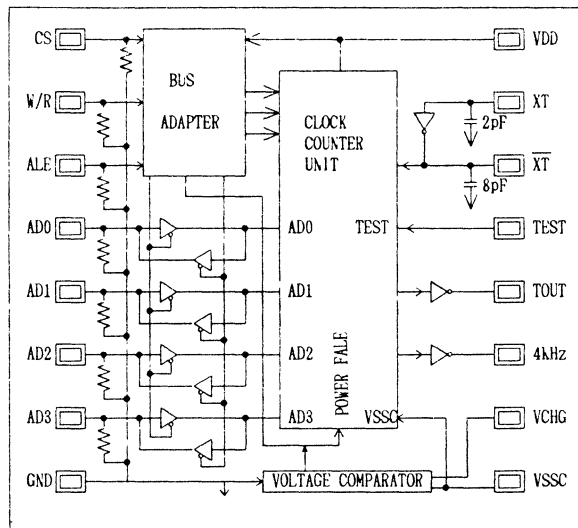 CS
VDD
BUS
ADAPTER
W/R
XT
CLOCK
COUNTER
UNIT
2pF
ALE
XT
8pF
AD0
AD0
TEST
TEST
AD1
AD1
TOUT
AD2
AD2
4kHz
POWER FALE
AD3
AD3
VSSC
VCHG
GND
VOLTAGE COMPARATOR
VSSC